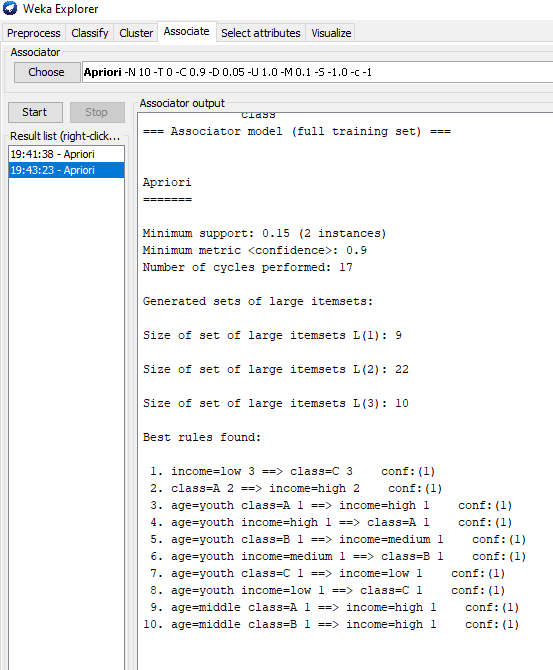 Weka Explorer
Preprocess Classify Cluster Associate Select attributes Visualize
Associator
Choose Apriori -N 10 -T 0 -C 0.9 -D 0.05 -U 1.0 -M 0.1 -S -1.0 -c -1
Start Stop
Result list (right-click...
19:41:38 - Apriori
19:43:23 - Apriori
Associator output
class
=== Associator model (full training set) ===
Apriori
=======
Minimum support: 0.15 (2 instances)
Minimum metric <confidence>: 0.9
Number of cycles performed: 17
Generated sets of large itemsets:
Size of set of large itemsets L(1): 9
Size of set of large itemsets L(2): 22
Size of set of large itemsets L(3): 10
Best rules found:
1. income=low 3 ==> class=C 3 conf:(1)
2. class=A 2 ==> income=high 2 conf:(1)
3. age=youth class=A 1 ==> income=high 1 conf:(1)
4. age=youth income=high 1 ==> class=A 1 conf:(1)
5. age=youth class=B 1 ==> income=medium 1 conf:(1)
6. age=youth income=medium 1 ==> class=B 1 conf:(1)
7. age=youth class=C 1 ==> income=low 1 conf:(1)
8. age=youth income=low 1 ==> class=C 1 conf:(1)
9. age=middle class=A 1 ==> income=high 1 conf:(1)
10. age=middle class=B 1 ==> income=high 1 conf:(1)